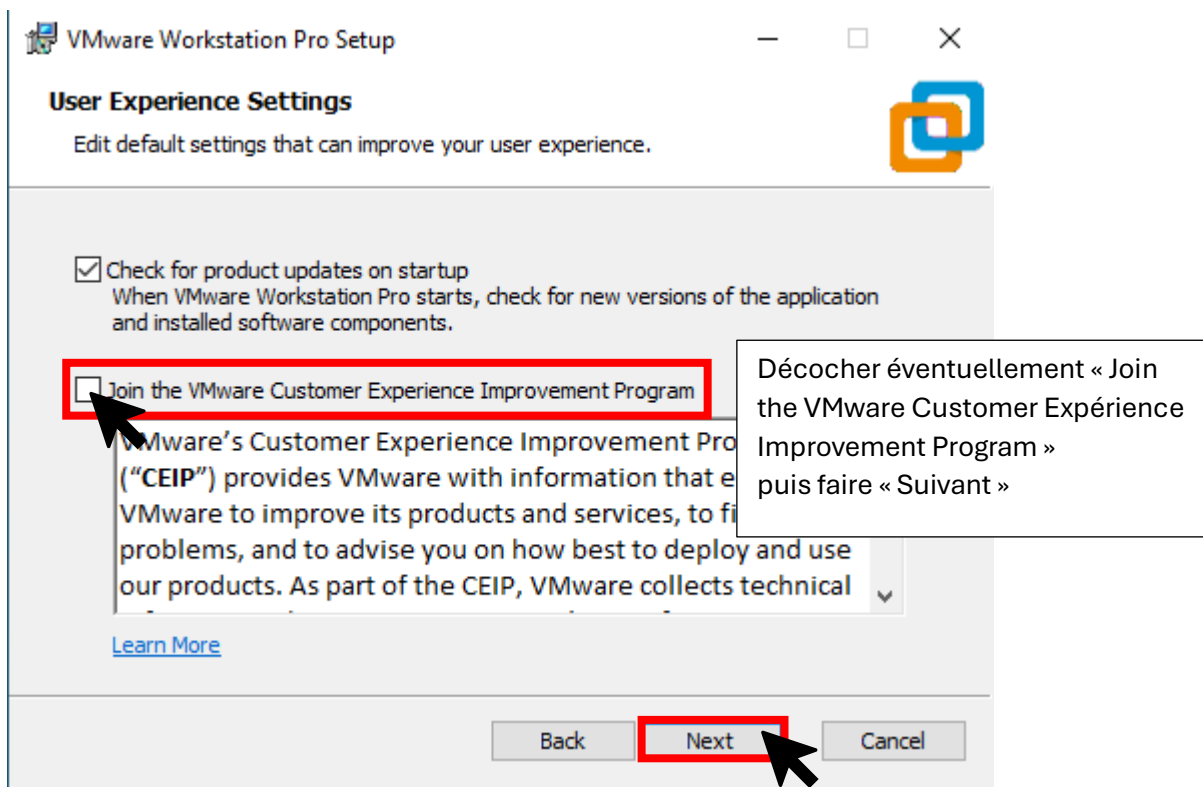 VMware Workstation Pro Setup
User Experience Settings
Edit default settings that can improve your user experience.
Check for product updates on startup
When VMware Workstation Pro starts, check for new versions of the application
and installed software components.
Join the VMware Customer Experience Improvement Program
VMware's Customer Experience Improvement Pro
("CEIP") provides VMware with information that e
VMware to improve its products and services, to fi
problems, and to advise you on how best to deploy and use
our products. As part of the CEIP, VMware collects technical
Décocher éventuellement « Join
the VMware Customer Expérience
Improvement Program »
puis faire « Suivant »
Learn More
Back
Next
Cancel